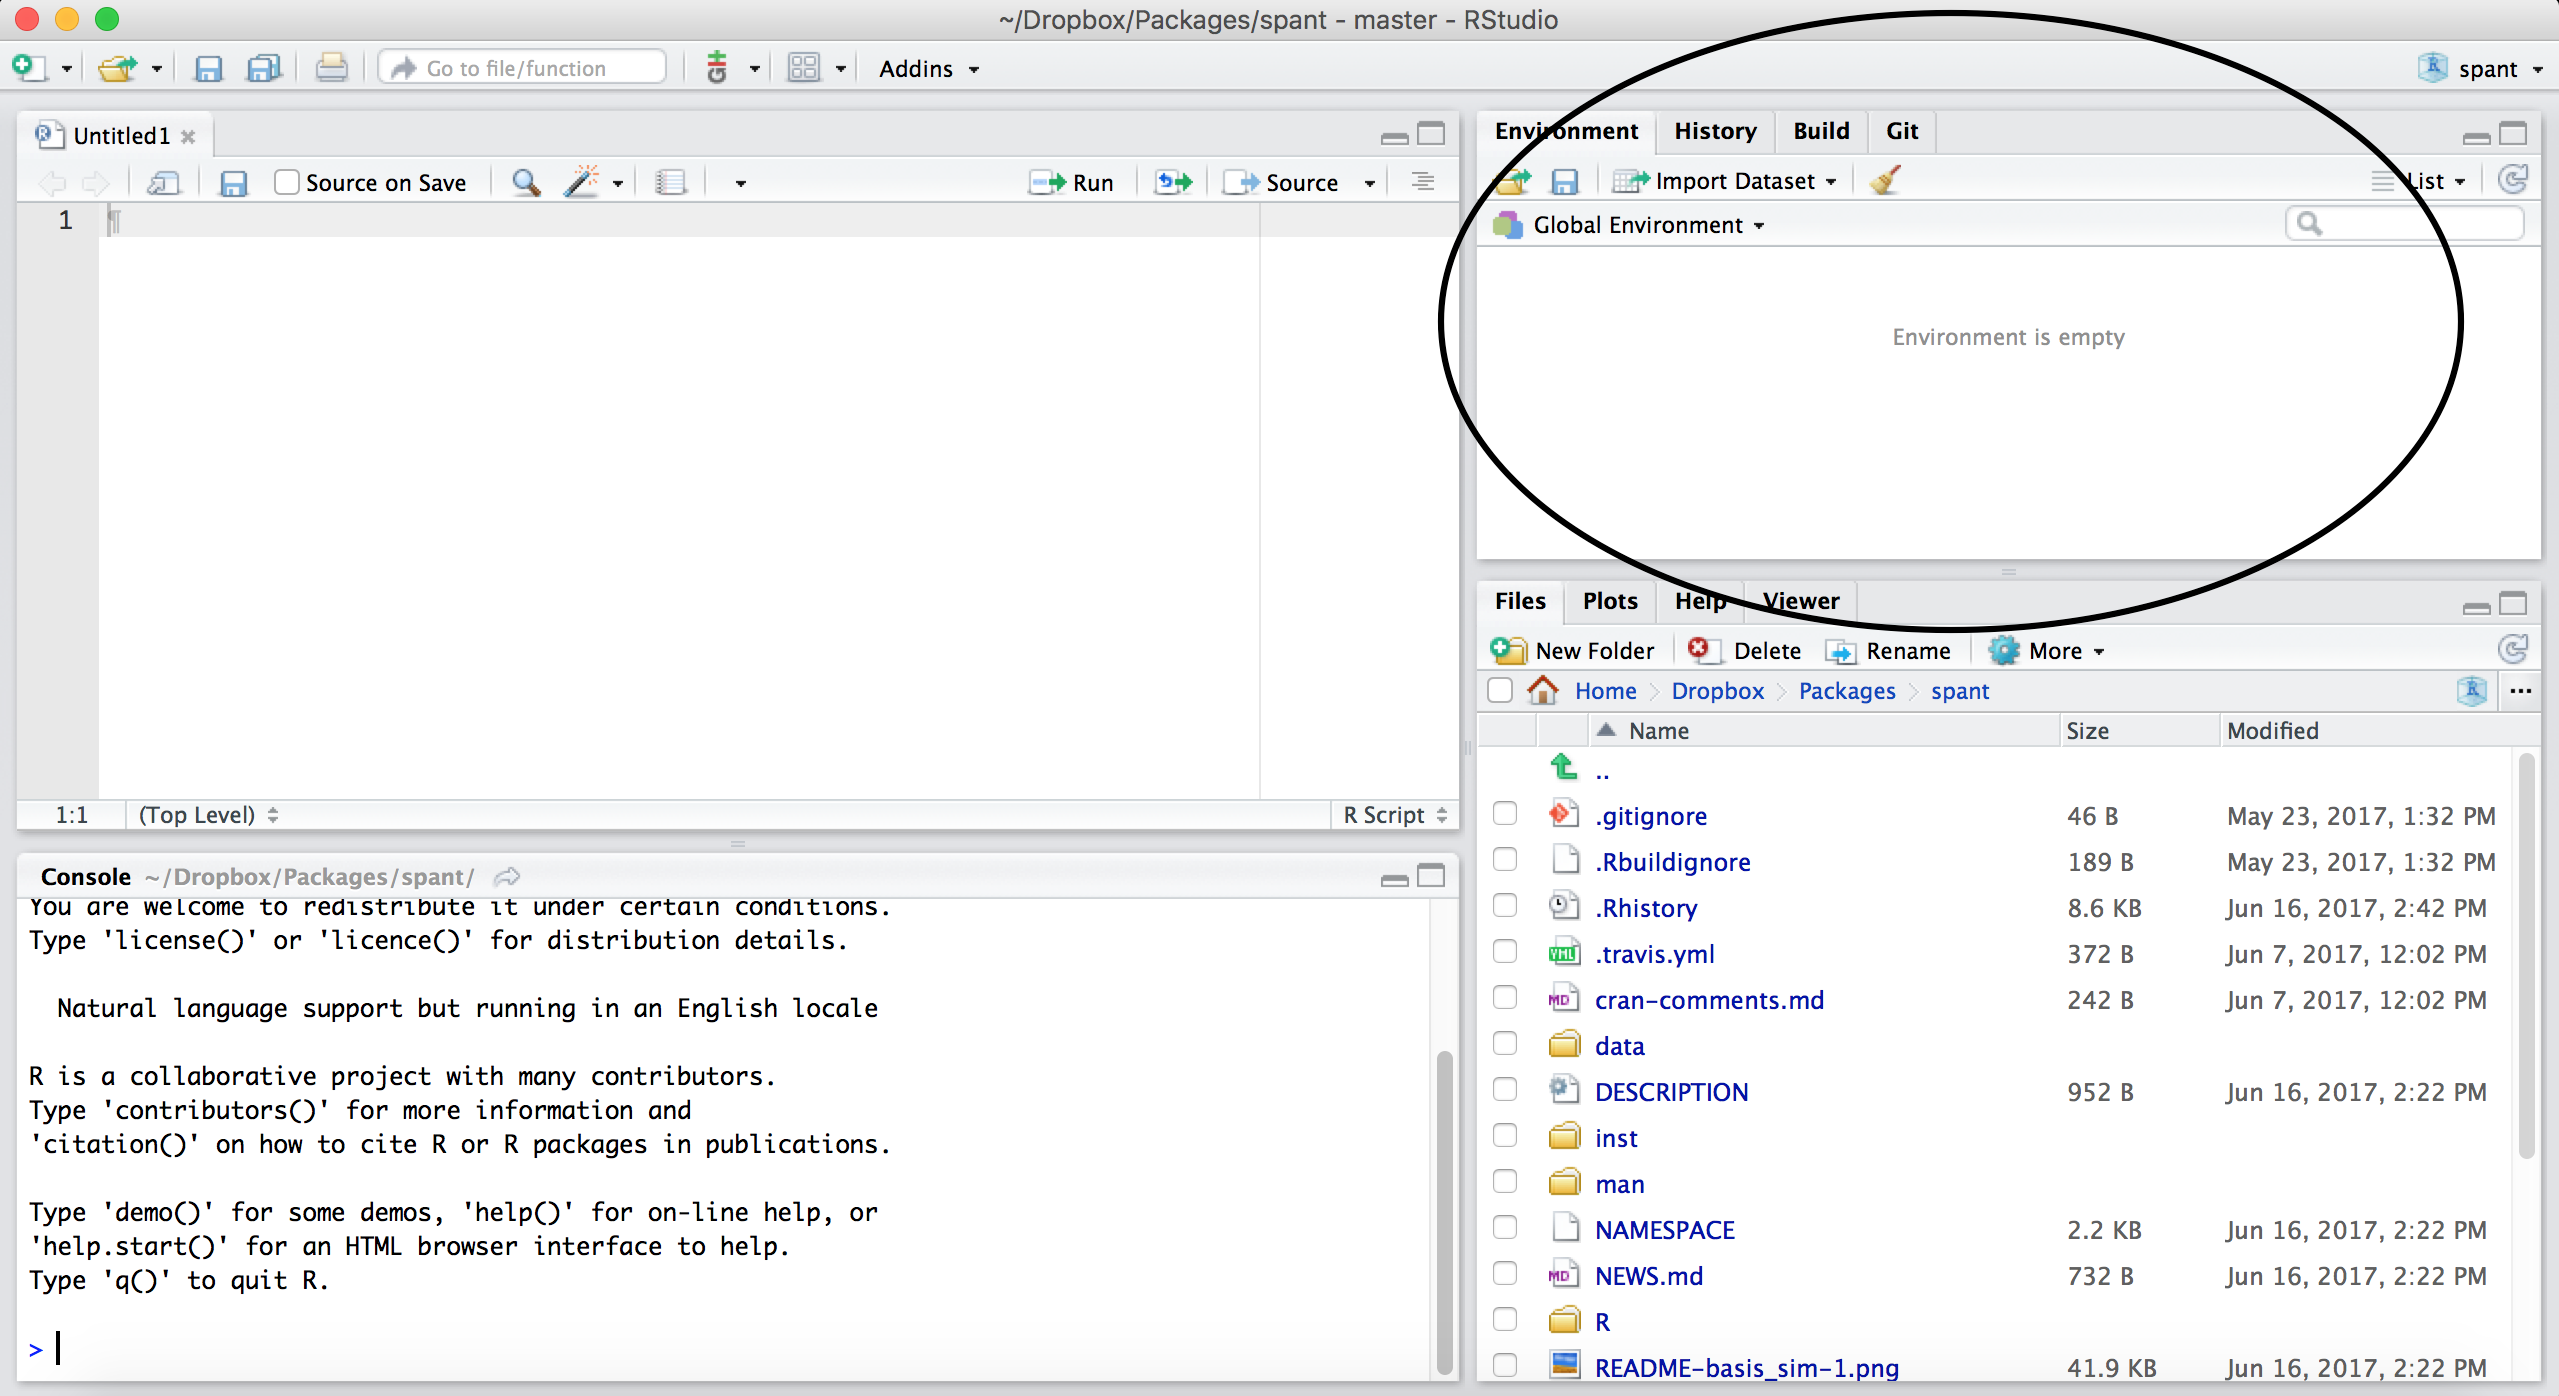 ~/Dropbox/Packages/spant - master - RStudio
Go to file/function
Addins
spant
Untitled1
Source on Save
Run
Source
1
1:1
(Top Level)
R Script
Console ~/Dropbox/Packages/spant/
You are welcome to redistribute it under certain conditions.
Type 'license()' or 'licence()' for distribution details.
Natural language support but running in an English locale
R is a collaborative project with many contributors.
Type 'contributors()' for more information and
'citation()' on how to cite R or R packages in publications.
Type 'demo()' for some demos, 'help()' for on-line help, or
'help.start()' for an HTML browser interface to help.
Type 'q()' to quit R.
>
Environment History Build Git
Import Dataset
List
Global Environment
Environment is empty
Files Plots Help Viewer
New Folder Delete Rename More
Home Dropbox Packages spant ...
Name Size Modified
..
.gitignore 46 B May 23, 2017, 1:32 PM
.Rbuildignore 189 B May 23, 2017, 1:32 PM
.Rhistory 8.6 KB Jun 16, 2017, 2:42 PM
.travis.yml 372 B Jun 7, 2017, 12:02 PM
cran-comments.md 242 B Jun 7, 2017, 12:02 PM
data
DESCRIPTION 952 B Jun 16, 2017, 2:22 PM
inst
man
NAMESPACE 2.2 KB Jun 16, 2017, 2:22 PM
NEWS.md 732 B Jun 16, 2017, 2:22 PM
R
README-basis_sim-1.png 41.9 KB Jun 16, 2017, 2:22 PM